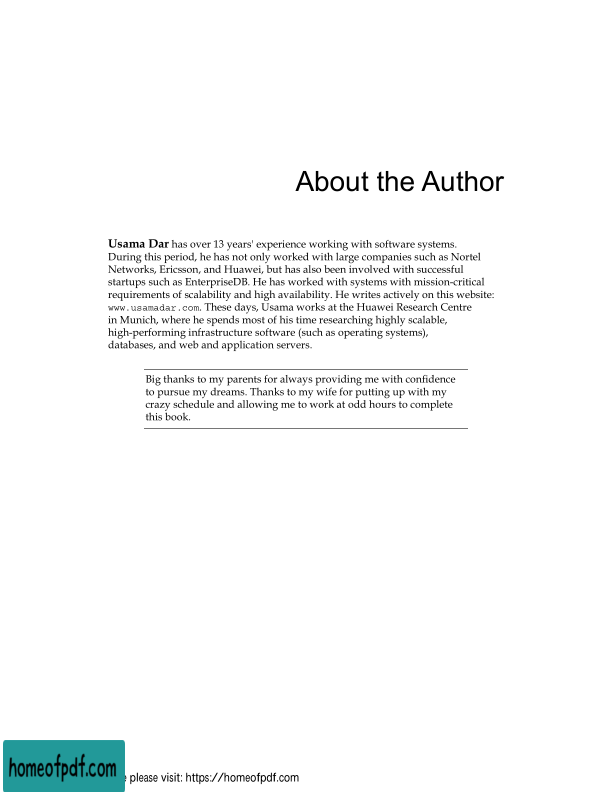 About the Author
Usama Dar has over 13 years' experience working with software systems.
During this period, he has not only worked with large companies such as Nortel
Networks, Ericsson, and Huawei, but has also been involved with successful
startups such as EnterpriseDB. He has worked with systems with mission-critical
requirements of scalability and high availability. He writes actively on this website:
www.usamadar.com. These days, Usama works at the Huawei Research Centre
in Munich, where he spends most of his time researching highly scalable,
high-performing infrastructure software (such as operating systems),
databases, and web and application servers.
Big thanks to my parents for always providing me with confidence
to pursue my dreams. Thanks to my wife for putting up with my
crazy schedule and allowing me to work at odd hours to complete
this book.
homeofpdf.com
please visit: https://homeofpdf.com